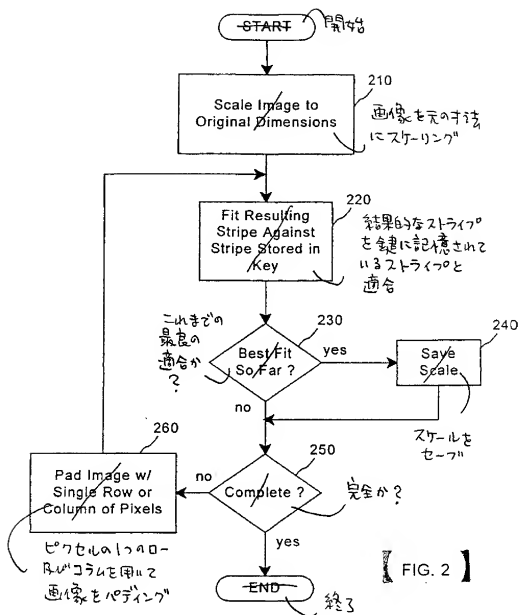 START
開始
210
Scale Image to
Original Dimensions
画像を元の寸法
にスケーリング
220
Fit Resulting
Stripe Against
Stripe Stored in
Key
結果的なストライプ
を鍵に記憶されて
いるストライプと
適合
これまでの
最良の
適合か
?
230
Best Fit
So Far ?
yes
no
240
Save
Scale
スケールを
セーブ
260
Pad Image w/
Single Row or
Column of Pixels
no
250
Complete ?
完全か?
yes
ピクセルの1つのロー
及びコラムを用いて
画像をパディング
END
終了
【 FIG. 2 】